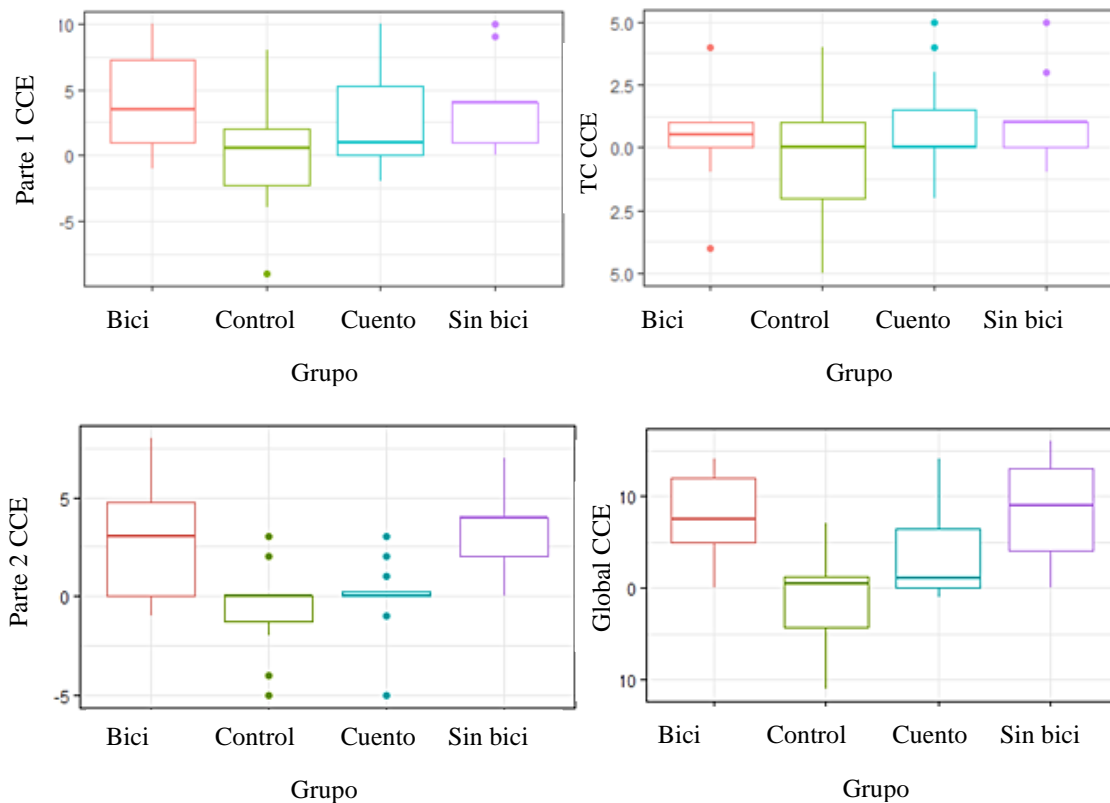 Parte 1 CCE
10
5
0
-5
Bici Control Cuento Sin bici
Grupo
TC CCE
5.0
2.5
0.0
2.5
5.0
Bici Control Cuento Sin bici
Grupo
Parte 2 CCE
5
0
-5
Bici Control Cuento Sin bici
Grupo
Global CCE
10
0
10
Bici Control Cuento Sin bici
Grupo